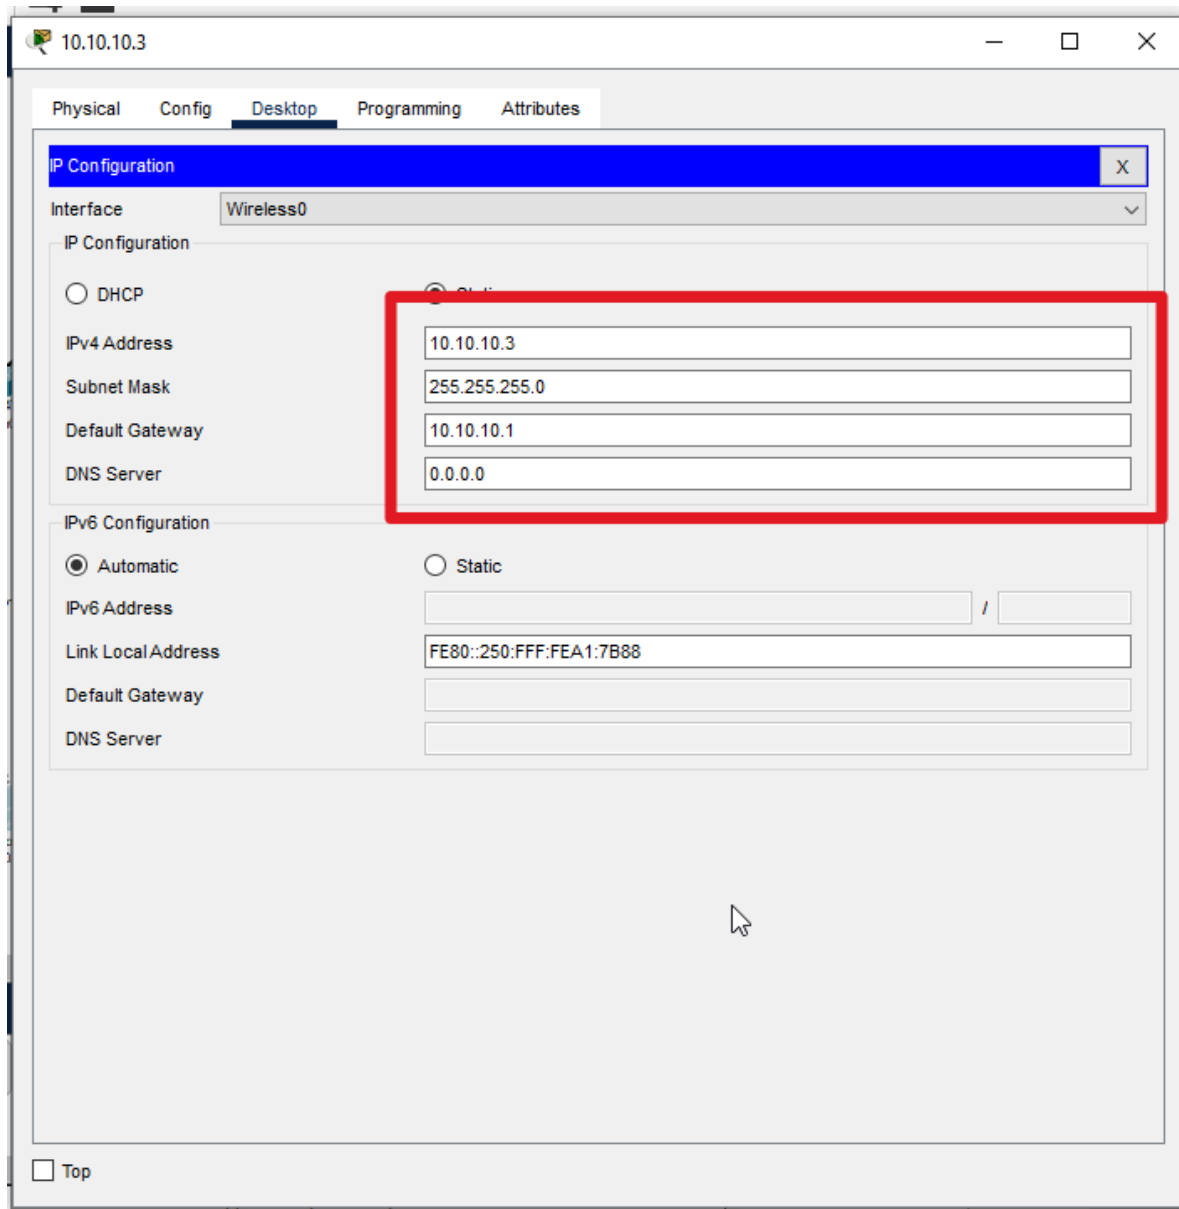 10.10.10.3
Physical Config Desktop Programming Attributes
IP Configuration X
Interface Wireless0
IP Configuration
DHCP
IPv4 Address 10.10.10.3
Subnet Mask 255.255.255.0
Default Gateway 10.10.10.1
DNS Server 0.0.0.0
IPv6 Configuration
Automatic Static
IPv6 Address /
Link Local Address FE80::250:FFF:FEA1:7B88
Default Gateway
DNS Server
Top